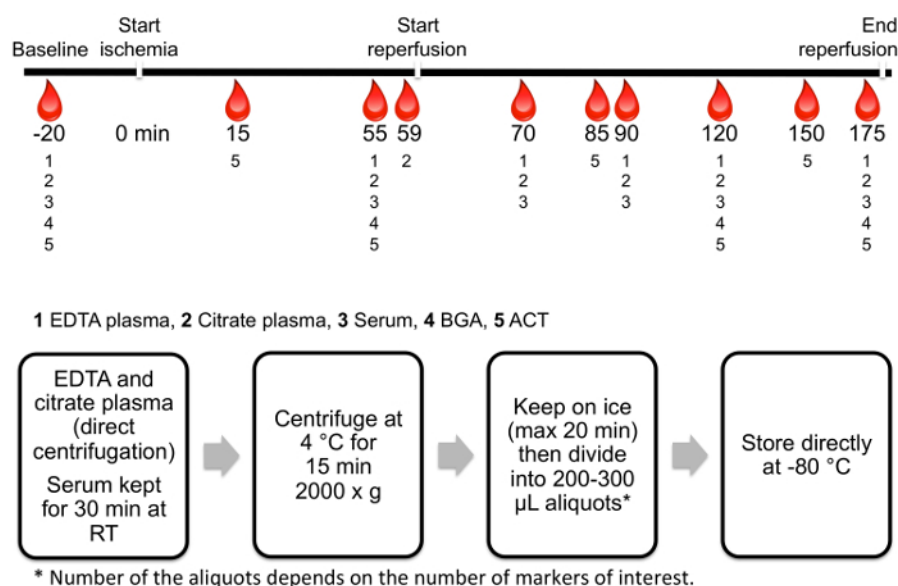 Start
ischemia
Start
reperfusion
End
reperfusion
Baseline
-20 0 min 15 55 59 70 85 90 120 150 175
1
2
3
4
5
5
1
2
3
4
5
2
1
2
3
5
1
2
3
1
2
3
4
5
5
1
2
3
4
5
1 EDTA plasma, 2 Citrate plasma, 3 Serum, 4 BGA, 5 ACT
EDTA and
citrate plasma
(direct
centrifugation)
Serum kept
for 30 min at
RT
Centrifuge at
4 °C for
15 min
2000 x g
Keep on ice
(max 20 min)
then divide
into 200-300
µL aliquots*
Store directly
at -80 °C
* Number of the aliquots depends on the number of markers of interest.